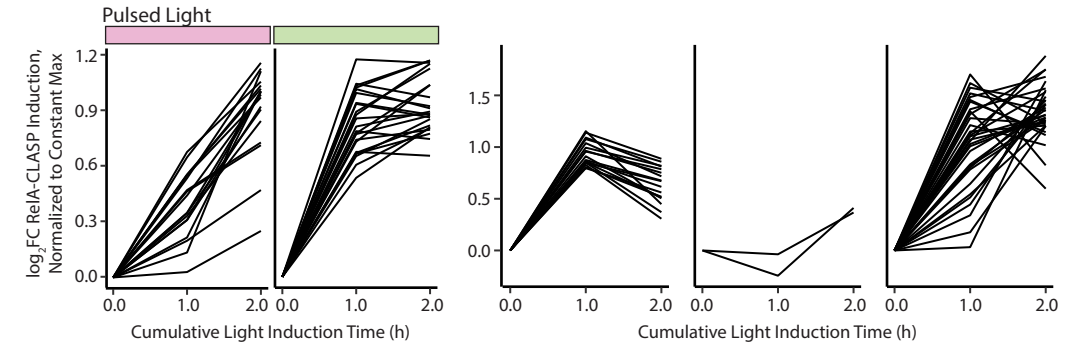 Pulsed Light
log2FC RelA-CLASP Induction,
Normalized to Constant Max
1.2
0.9
0.6
0.3
0.0
0.0 1.0 2.0 0.0 1.0 2.0
Cumulative Light Induction Time (h)
1.5
1.0
0.5
0.0
0.0 1.0 2.0 0.0 1.0 2.0 0.0 1.0 2.0
Cumulative Light Induction Time (h)